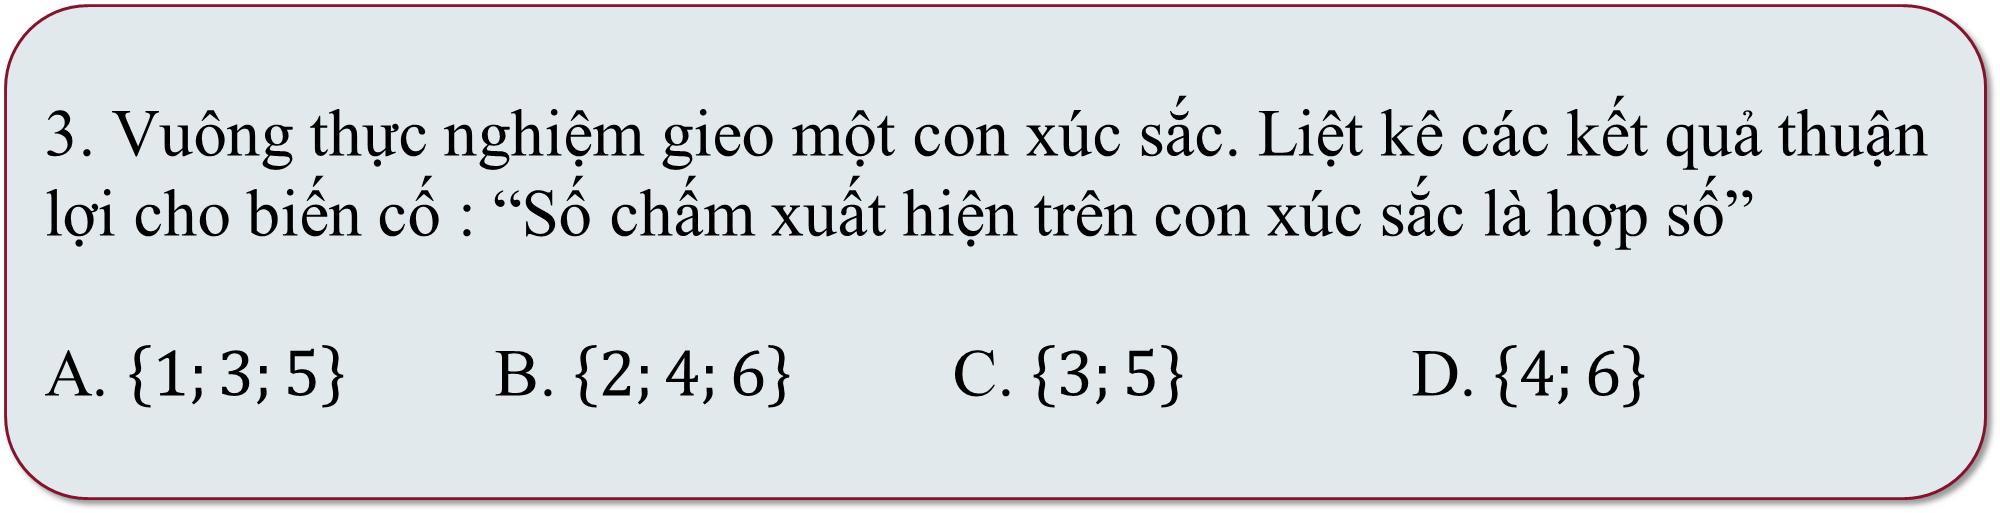 3. Vuông thực nghiệm gieo một con xúc sắc. Liệt kê các kết quả thuận
lợi cho biến cố : “Số chấm xuất hiện trên con xúc sắc là hợp số”
A. {1; 3; 5} B. {2; 4; 6} C. {3; 5} D. {4; 6}